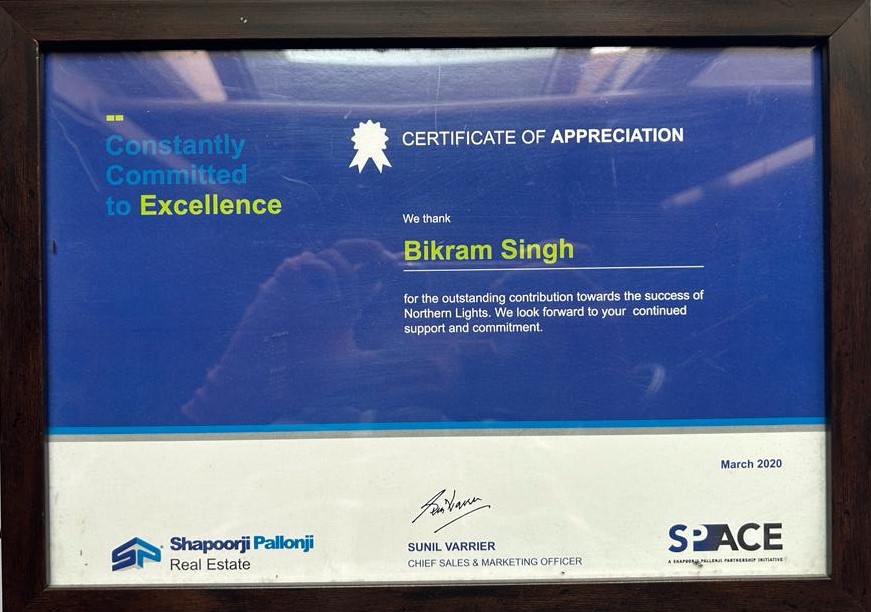 Constantly
Committed
to Excellence
CERTIFICATE OF APPRECIATION
We thank
Bikram Singh
for the outstanding contribution towards the success of
Northern Lights. We look forward to your continued
support and commitment.
March 2020
SUNIL VARRIER
CHIEF SALES & MARKETING OFFICER
Shapoorji Pallonji
Real Estate
SPACE
A SHAPOORJI PALLONJI PARTNERSHIP INITIATIVE